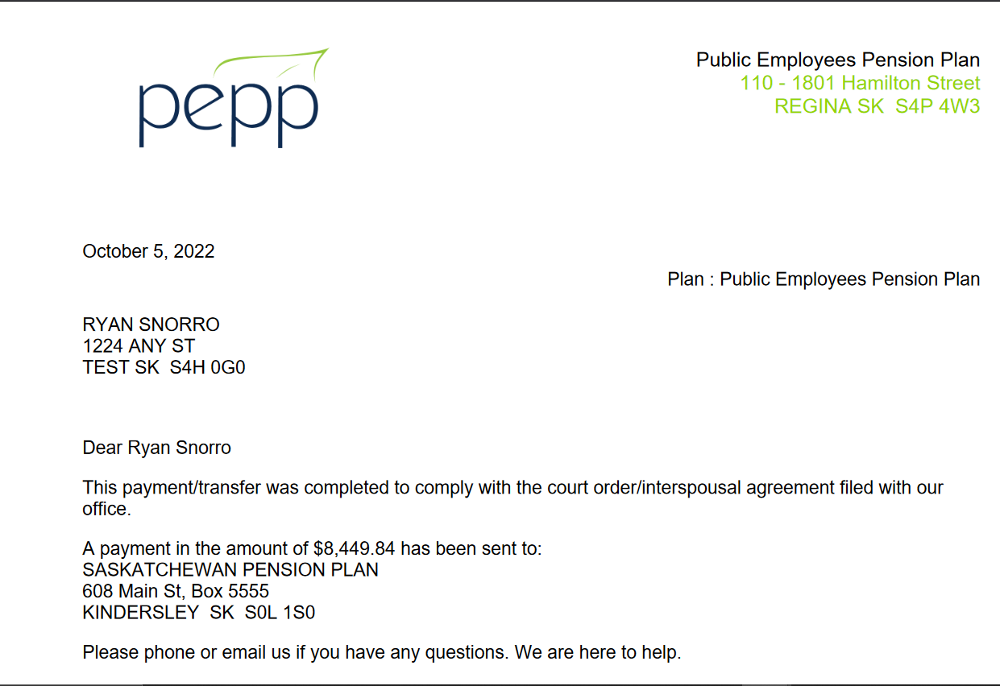 pepp
Public Employees Pension Plan
110 - 1801 Hamilton Street
REGINA SK  S4P 4W3
October 5, 2022
Plan : Public Employees Pension Plan
RYAN SNORRO
1224 ANY ST
TEST SK  S4H 0G0
Dear Ryan Snorro
This payment/transfer was completed to comply with the court order/interspousal agreement filed with our
office.
A payment in the amount of $8,449.84 has been sent to:
SASKATCHEWAN PENSION PLAN
608 Main St, Box 5555
KINDERSLEY  SK  S0L 1S0
Please phone or email us if you have any questions. We are here to help.